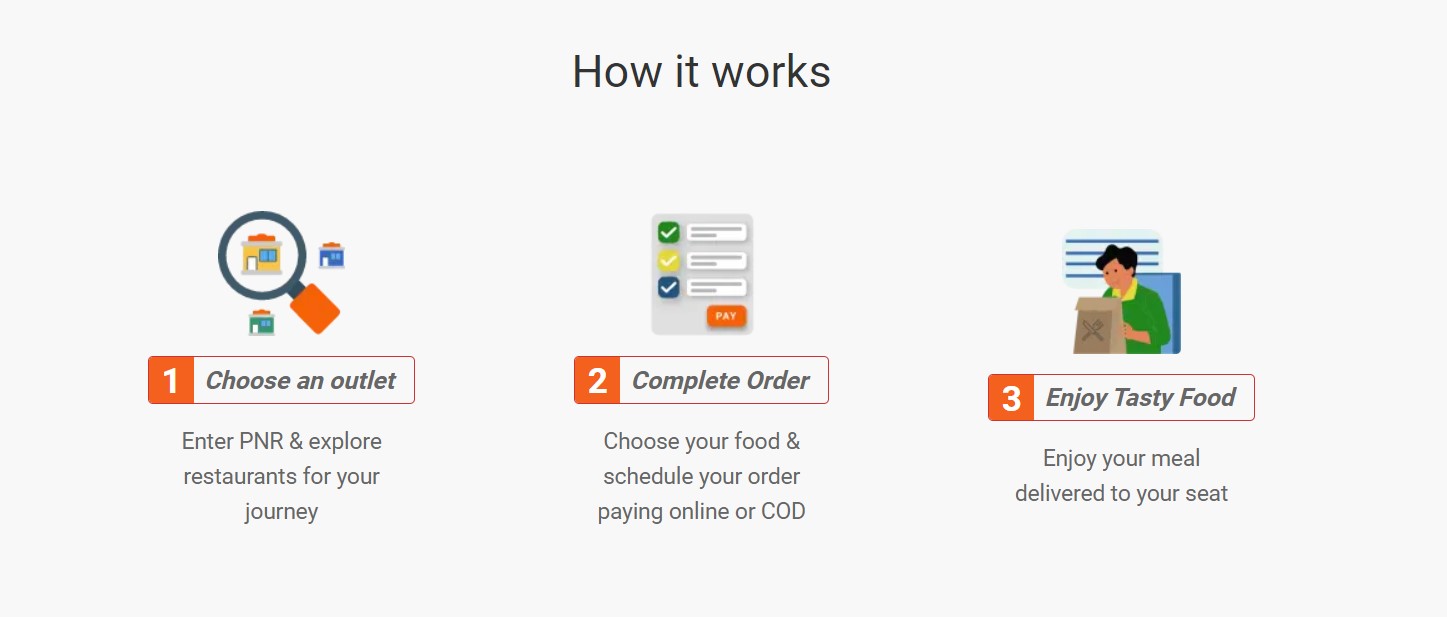 How it works
PAY
1 Choose an outlet
Enter PNR & explore
restaurants for your
journey
2 Complete Order
Choose your food &
schedule your order
paying online or COD
3 Enjoy Tasty Food
Enjoy your meal
delivered to your seat